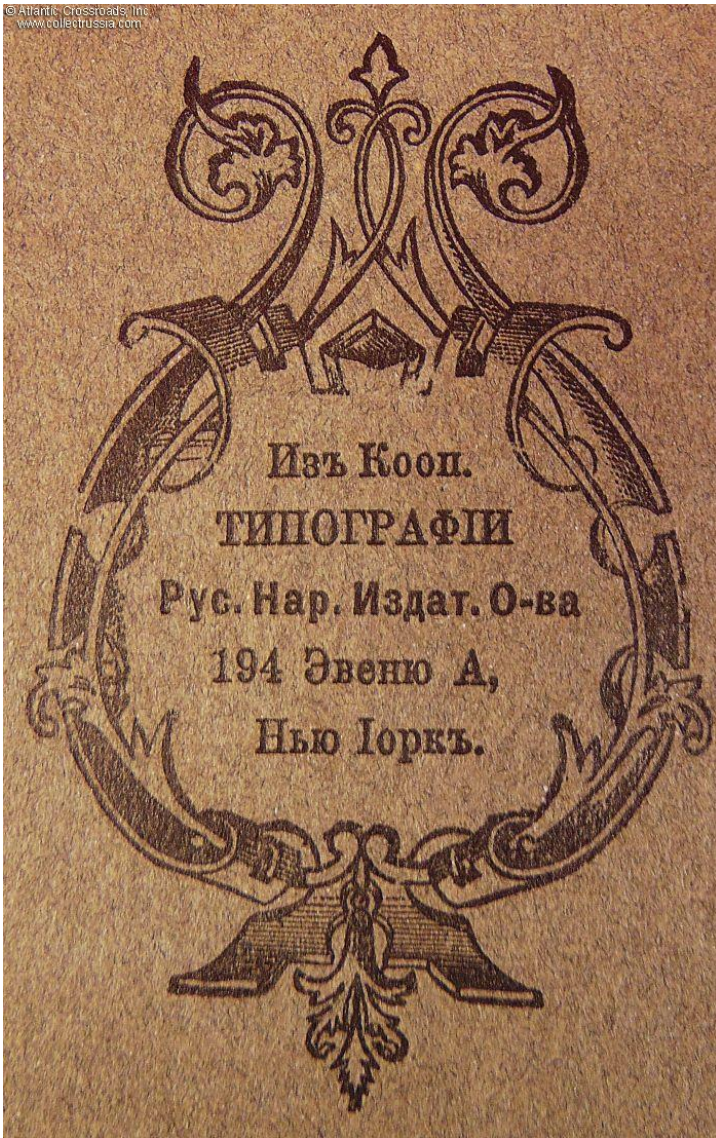 © Atlantic Crossroads, Inc.
www.collectrussia.com
Изъ Кооп.
ТИПОГРАФІИ
Рус. Нар. Издат. О-ва
194 Эвеню А,
Нью Іоркъ.